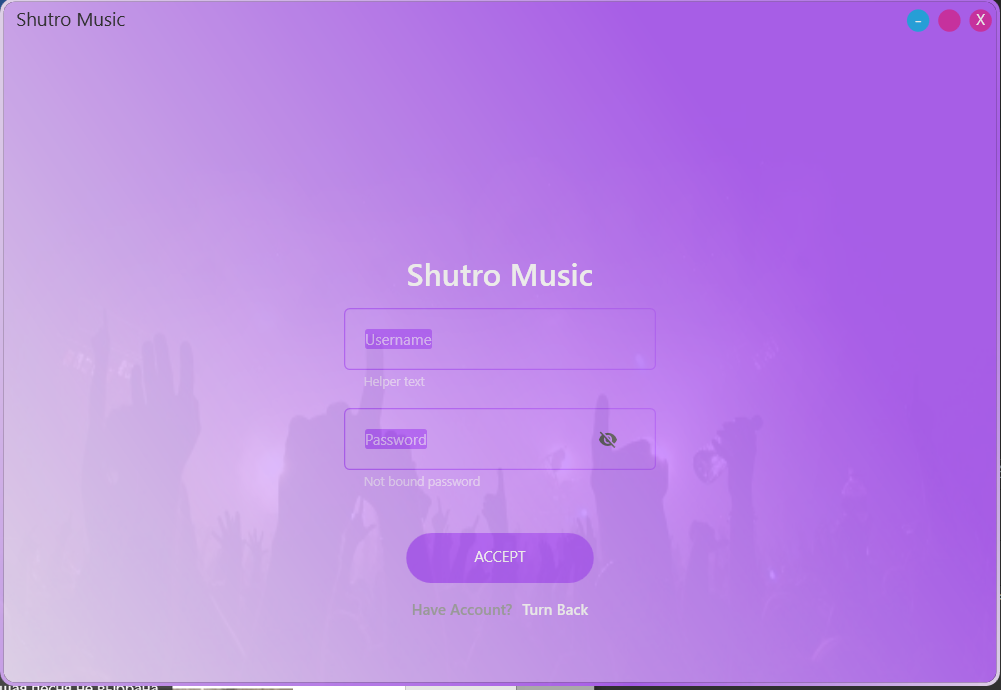 Shutro Music
– X
Shutro Music
Username
Helper text
Password
Not bound password
ACCEPT
Have Account? Turn Back